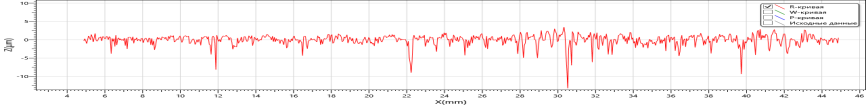 10
5
0
-5
-10
Z(μm)
R-кривая
W-кривая
P-кривая
Исходные данные
4 6 8 10 12 14 16 18 20 22 24 26 28 30 32 34 36 38 40 42 44 46
X(mm)